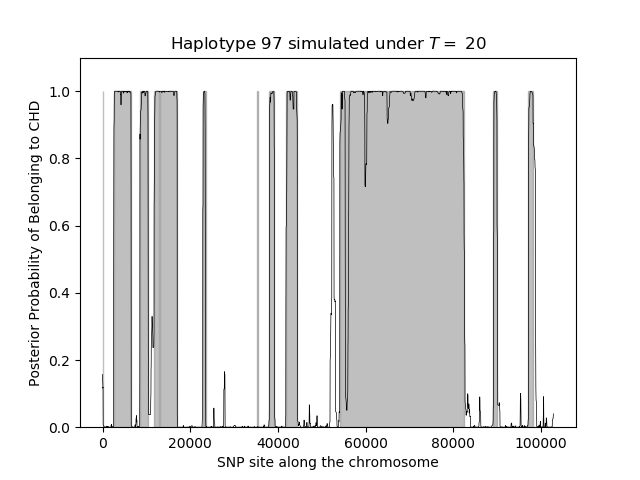 Haplotype 97 simulated under T = 20
Posterior Probability of Belonging to CHD
1.0
0.8
0.6
0.4
0.2
0.0
0 20000 40000 60000 80000 100000
SNP site along the chromosome